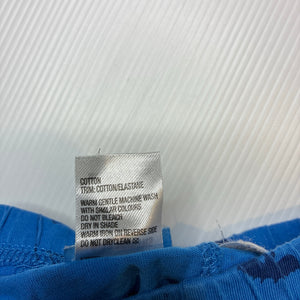 COTTON
TRIM: COTTON/ELASTANE
WARM GENTLE MACHINE WASH
WITH SIMILAR COLOURS
DO NOT BLEACH
DRY IN SHADE
WARM IRON ON REVERSE SIDE
DO NOT DRYCLEAN